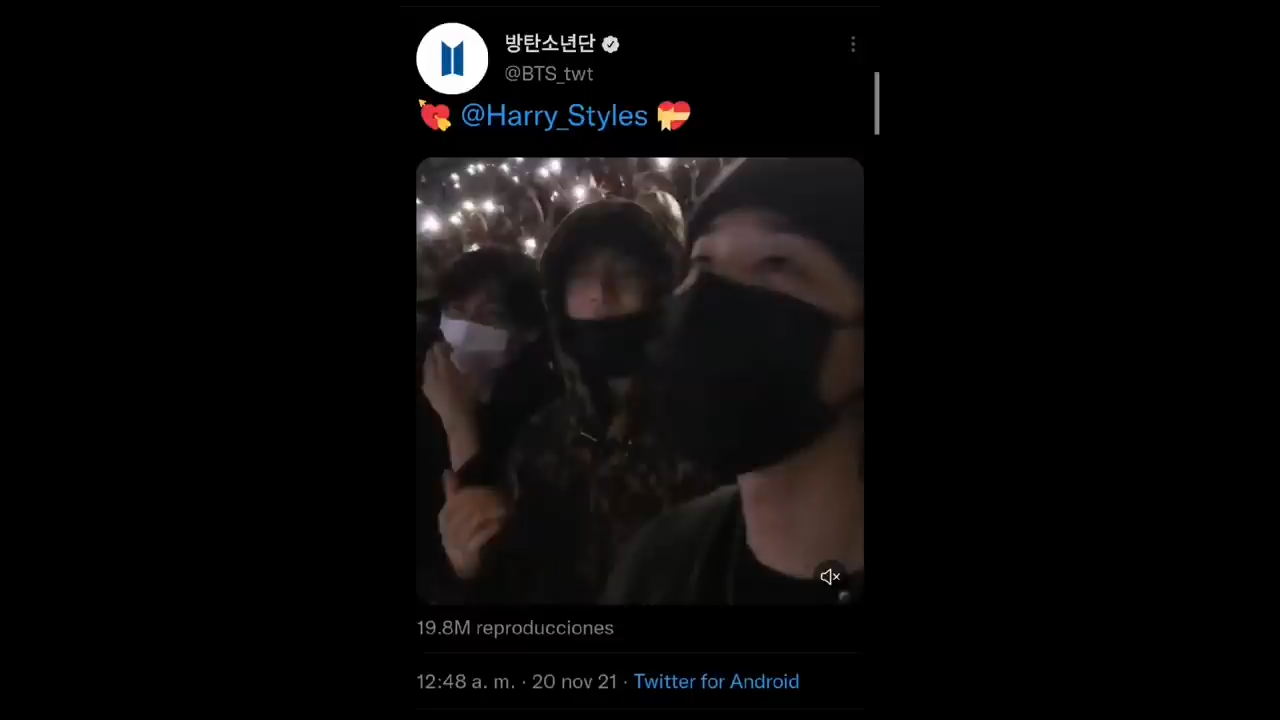 방탄소년단
@BTS_twt
💘 @Harry_Styles 💝
19.8M reproducciones
12:48 a. m. · 20 nov 21 · Twitter for Android